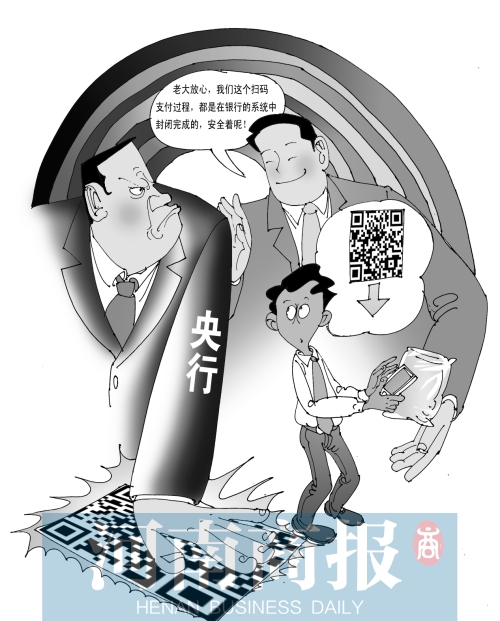 老大放心，我们这个扫码
支付过程，都是在银行的系统中
封闭完成的，安全着呢！
央行
河南商报
商
HENAN BUSINESS DAILY